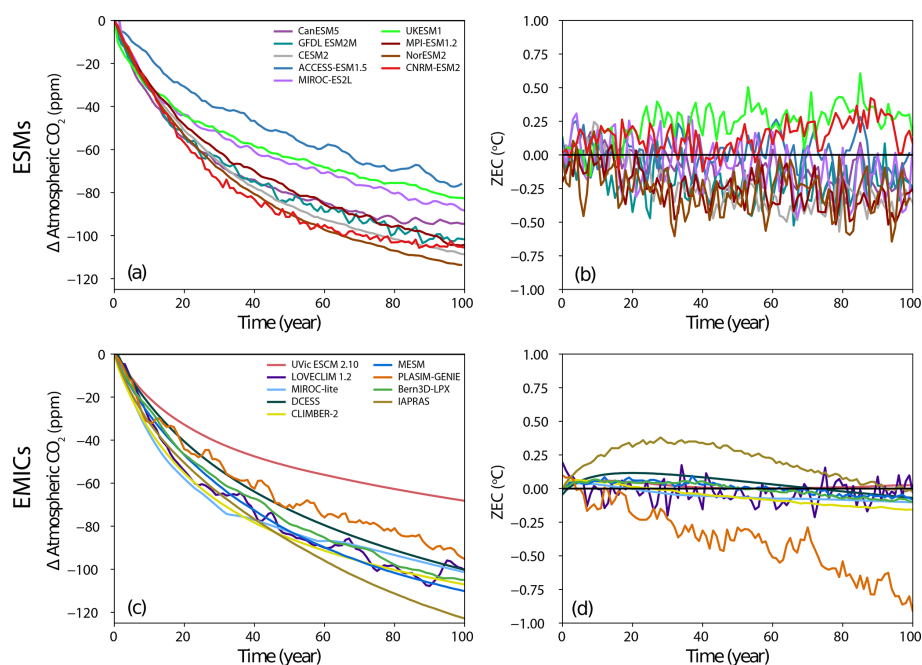 ESMs
Δ Atmospheric CO2 (ppm)
0
−20
−40
−60
−80
−100
−120
CanESM5
GFDL ESM2M
CESM2
ACCESS-ESM1.5
MIROC-ES2L
UKESM1
MPI-ESM1.2
NorESM2
CNRM-ESM2
(a)
0 20 40 60 80 100
Time (year)
ZEC (°C)
1.00
0.75
0.50
0.25
0.00
−0.25
−0.50
−0.75
−1.00
(b)
0 20 40 60 80 100
Time (year)
EMICs
Δ Atmospheric CO2 (ppm)
0
−20
−40
−60
−80
−100
−120
UVic ESCM 2.10
LOVECLIM 1.2
MIROC-lite
DCESS
CLIMBER-2
MESM
PLASIM-GENIE
Bern3D-LPX
IAPRAS
(c)
0 20 40 60 80 100
Time (year)
ZEC (°C)
1.00
0.75
0.50
0.25
0.00
−0.25
−0.50
−0.75
−1.00
(d)
0 20 40 60 80 100
Time (year)